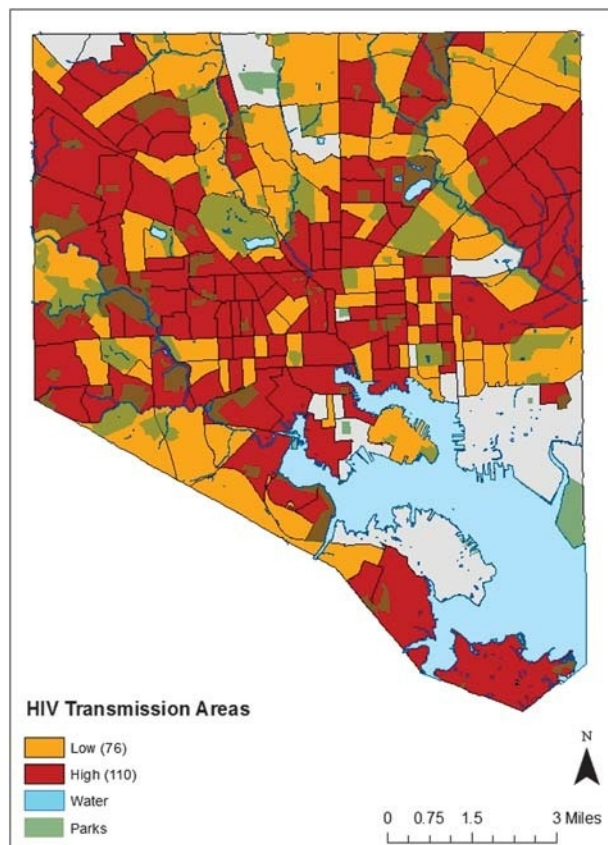 HIV Transmission Areas
Low (76)
High (110)
Water
Parks
N
0 0.75 1.5 3 Miles